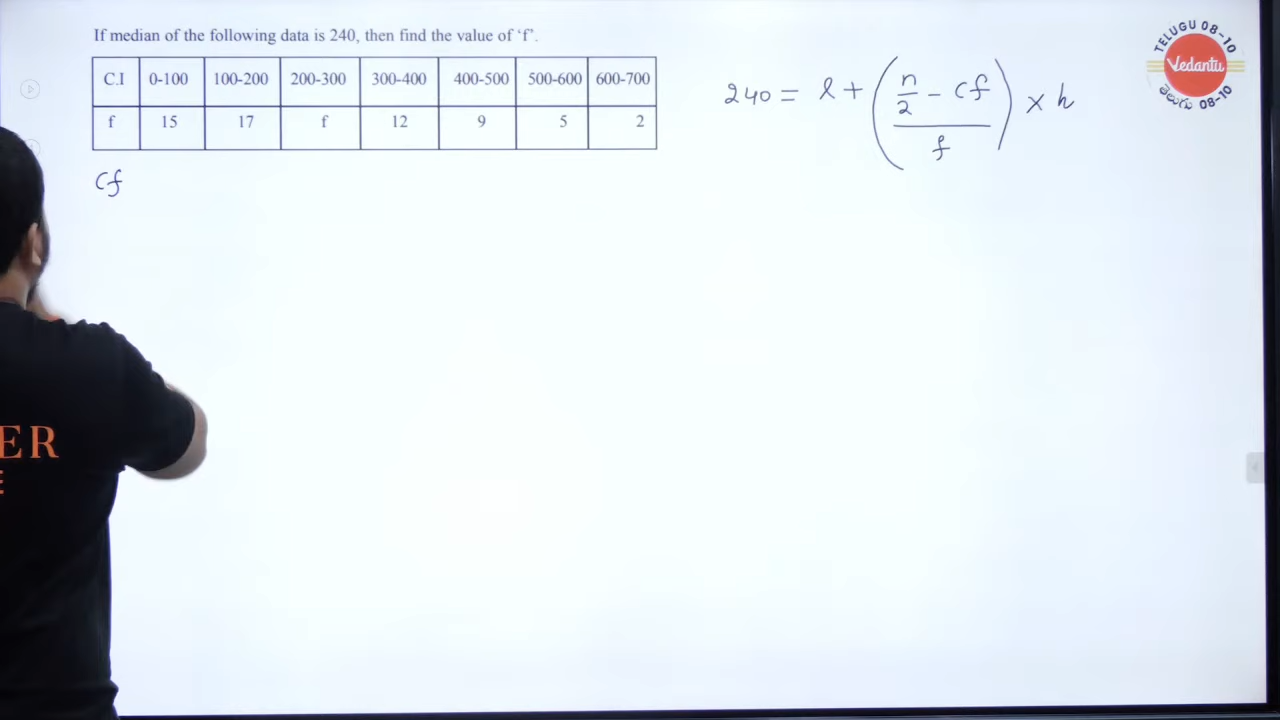 If median of the following data is 240, then find the value of ‘f’.
C.I 0-100 100-200 200-300 300-400 400-500 500-600 600-700
f 15 17 f 12 9 5 2
cf
240 = l + ( n/2 - cf / f ) × h
TELUGU 08-10
Vedantu
తెలుగు 08-10
ER